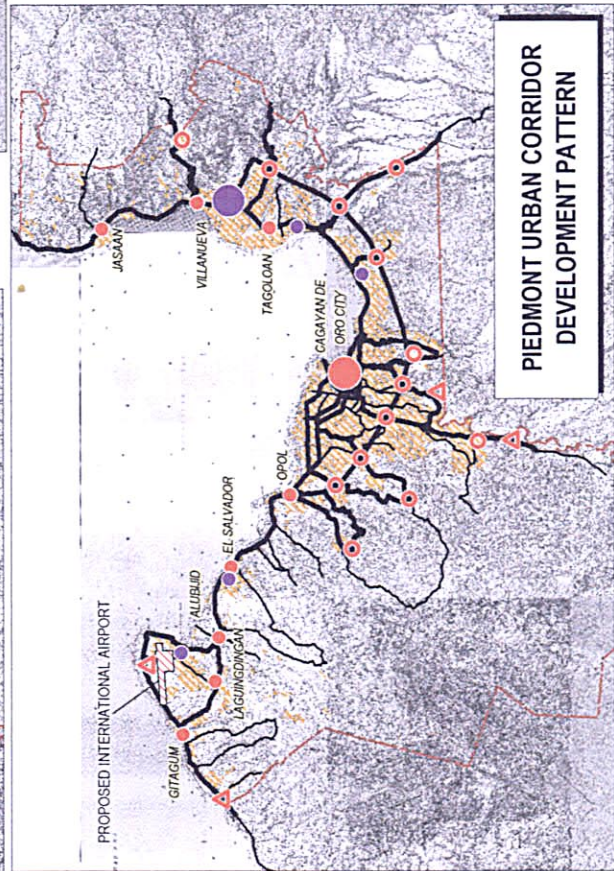 PIEDMONT URBAN CORRIDOR
DEVELOPMENT PATTERN
JASAAN
VILLANUEVA
TAGOLOAN
CAGAYAN DE
ORO CITY
OPOL
EL SALVADOR
ALUBIJID
LAGUINGDINGAN
GITAGUM
PROPOSED INTERNATIONAL AIRPORT